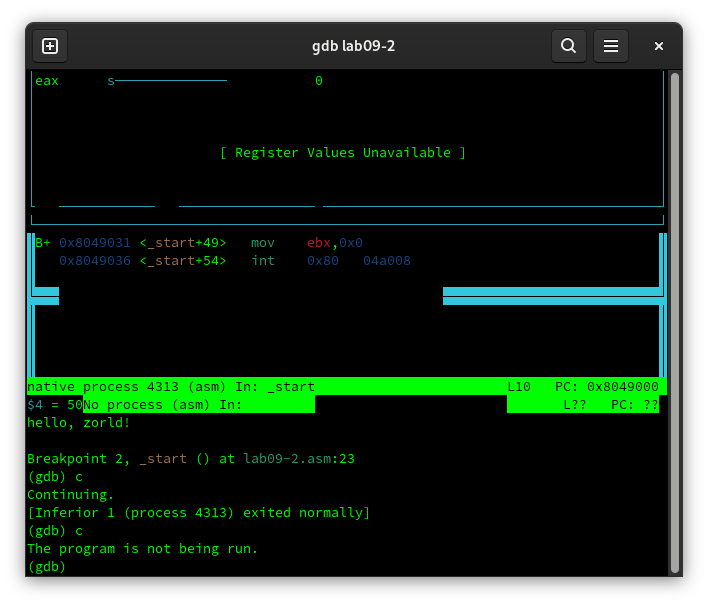 gdb lab09-2
eax s 0
[ Register Values Unavailable ]
B+ 0x8049031 <_start+49> mov ebx,0x0
0x8049036 <_start+54> int 0x80 04a008
native process 4313 (asm) In: _start L10 PC: 0x8049000
$4 = 50No process (asm) In: L?? PC: ??
hello, zorld!
Breakpoint 2, _start () at lab09-2.asm:23
(gdb) c
Continuing.
[Inferior 1 (process 4313) exited normally]
(gdb) c
The program is not being run.
(gdb)